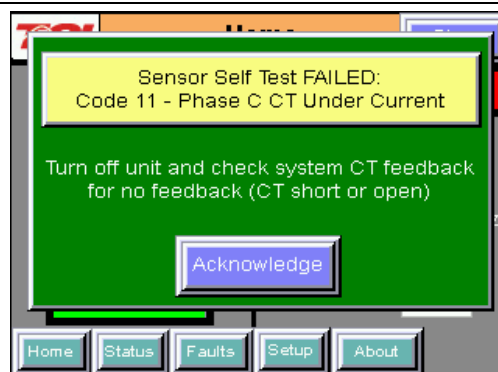 Sensor Self Test FAILED:
Code 11 - Phase C CT Under Current
Turn off unit and check system CT feedback
for no feedback (CT short or open)
Acknowledge
Home Status Faults Setup About